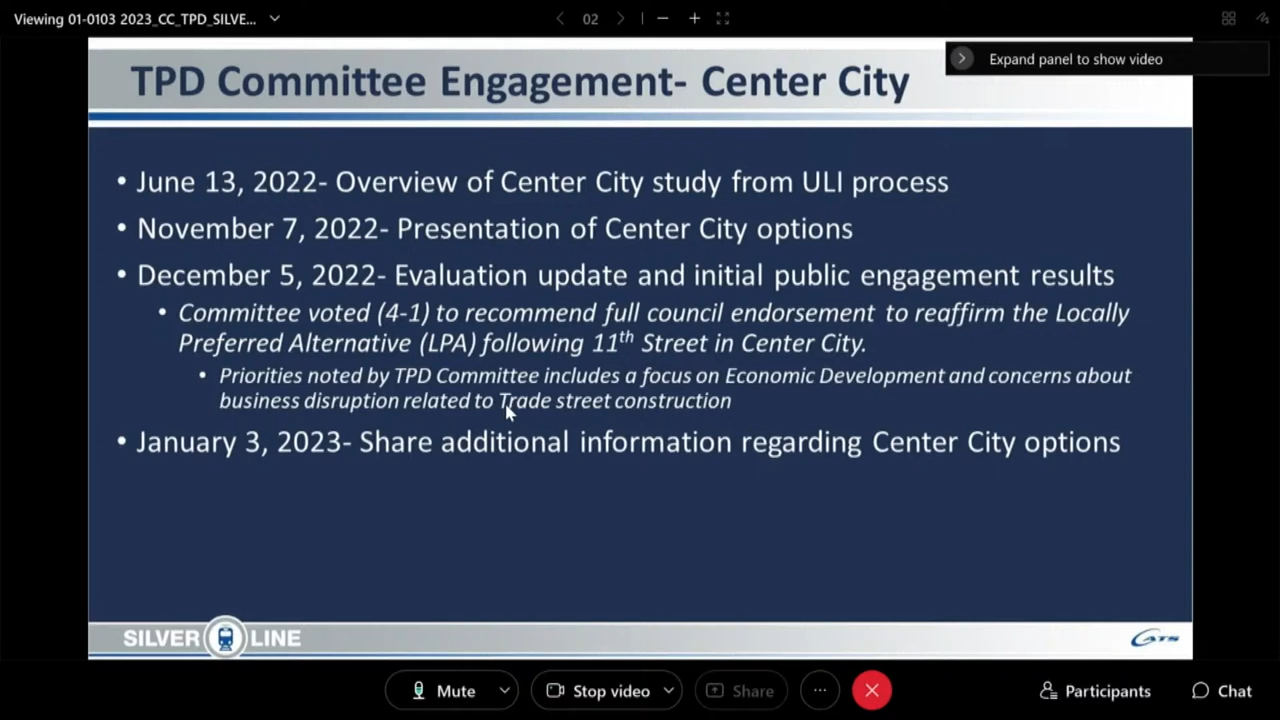 Viewing 01-0103 2023_CC_TPD_SILVE...
02
Expand panel to show video
TPD Committee Engagement- Center City
• June 13, 2022- Overview of Center City study from ULI process
• November 7, 2022- Presentation of Center City options
• December 5, 2022- Evaluation update and initial public engagement results
• Committee voted (4-1) to recommend full council endorsement to reaffirm the Locally
Preferred Alternative (LPA) following 11th Street in Center City.
• Priorities noted by TPD Committee includes a focus on Economic Development and concerns about
business disruption related to Trade street construction
• January 3, 2023- Share additional information regarding Center City options
SILVER LINE
CATS
Mute
Stop video
Share
Participants
Chat